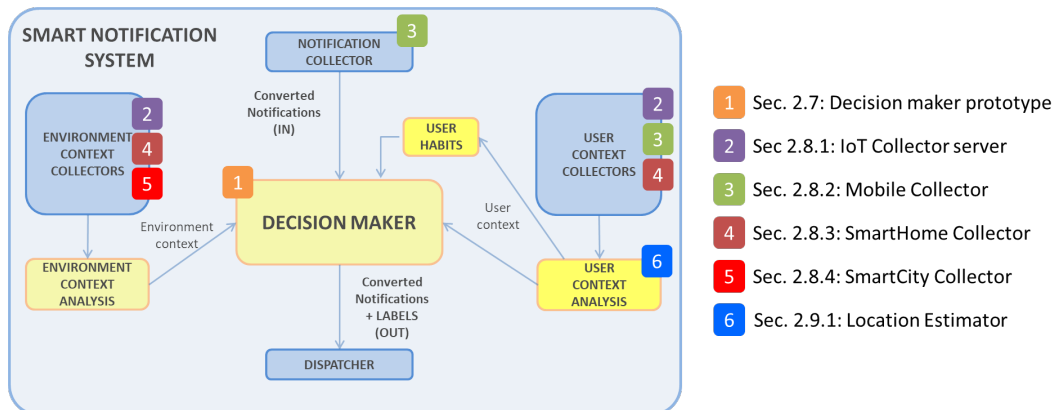 SMART NOTIFICATION
SYSTEM
3
NOTIFICATION
COLLECTOR
Converted
Notifications
(IN)
2
4
5
ENVIRONMENT
CONTEXT
COLLECTORS
USER
HABITS
2
3
4
USER
CONTEXT
COLLECTORS
1
DECISION MAKER
Environment
context
User
context
ENVIRONMENT
CONTEXT
ANALYSIS
6
USER
CONTEXT
ANALYSIS
Converted
Notifications
+ LABELS
(OUT)
DISPATCHER
1 Sec. 2.7: Decision maker prototype
2 Sec 2.8.1: IoT Collector server
3 Sec. 2.8.2: Mobile Collector
4 Sec. 2.8.3: SmartHome Collector
5 Sec. 2.8.4: SmartCity Collector
6 Sec. 2.9.1: Location Estimator